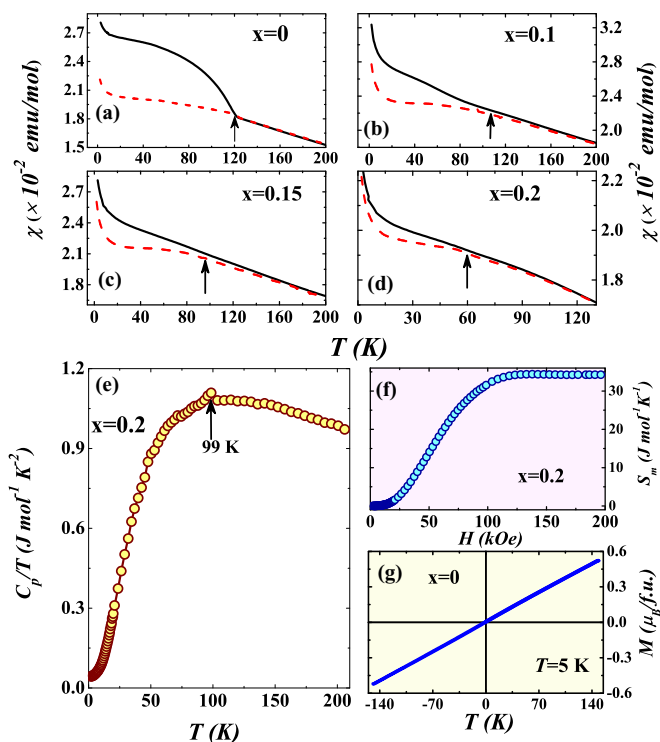 x=0
(a)
χ (× 10⁻² emu/mol)
2.7
2.4
2.1
1.8
1.5
0 40 80 120 160 200
x=0.1
(b)
χ (× 10⁻² emu/mol)
3.2
2.8
2.4
2.0
0 40 80 120 160 200
x=0.15
(c)
2.7
2.4
2.1
1.8
0 40 80 120 160 200
x=0.2
(d)
2.2
2.0
1.8
0 30 60 90 120
T (K)
(e)
x=0.2
99 K
Cp/T (J mol⁻¹ K⁻²)
1.2
0.9
0.6
0.3
0.0
0 50 100 150 200
T (K)
(f)
x=0.2
Sm (J mol⁻¹K⁻¹)
30
20
10
0
0 50 100 150 200
H (kOe)
(g)
x=0
T=5 K
M (μB/f.u.)
0.6
0.3
0.0
-0.3
-0.6
-140 -70 0 70 140
T (K)